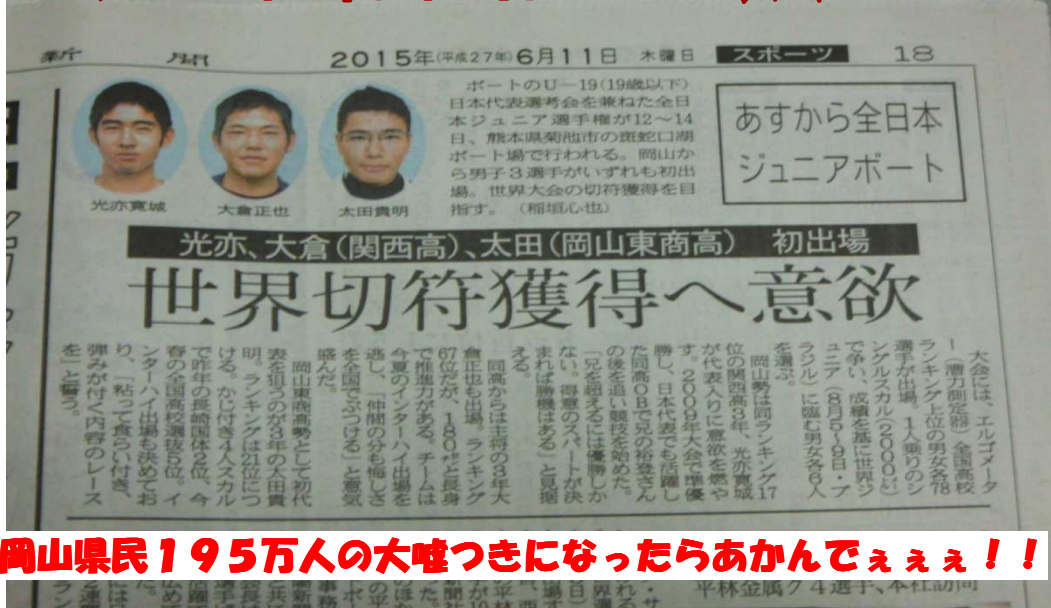 新聞 2015年(平成27年)6月11日 木曜日 スポーツ 18
光亦寛城
大倉正也
太田貴明
ボートのU―19(19歳以下)
日本代表選考会を兼ねた全日
本ジュニア選手権が12～14
日、熊本県菊池市の斑蛇口湖
ボート場で行われる。岡山か
ら男子3選手がいずれも初出
場。世界大会の切符獲得を目
指す。 (稲垣心也)
あすから全日本
ジュニアボート
光亦、大倉(関西高)、太田(岡山東商高) 初出場
世界切符獲得へ意欲
大会には、エルゴメータ
ー(漕力測定器)全国高校
ランキング上位の男女各78
選手が出場。1人乗りのシ
ングルスカル(2000㍍)
で争い、成績を基に世界ジ
ュニア(8月5～9日・ブ
ラジル)に臨む男女各6人
を選ぶ。
岡山勢は同ランキング17
位の関西高3年、光亦寛城
が代表入りに意欲を燃や
す。2009年大会で準優
勝し、日本代表でも活躍し
た同高OBで兄の裕登さん
の後を追い競技を始めた。
「兄を超えるには優勝しか
ない。得意のスパートが決
まれば勝機はある」と見据
える。
同高からは主将の3年大
倉正也も出場。ランキング
67位だが、180㌢と長身
で推進力がある。チームは
今夏のインターハイ出場を
逃し、「仲間の分も悔しさ
を全国でぶつける」と意気
盛んだ。
岡山東商高勢として初代
表を狙うのが3年の太田貴
明。ランキングは21位につ
ける。かじ付き4人スカル
で昨年の長崎国体2位、今
春の全国高校選抜5位。イ
ンターハイ出場も決めてお
り、「粘って食らい付き、
弾みが付く内容のレース
を」と誓う。
岡山県民195万人の大嘘つきになったらあかんでぇぇぇ!!
平林金属ク4選手、本社訪問